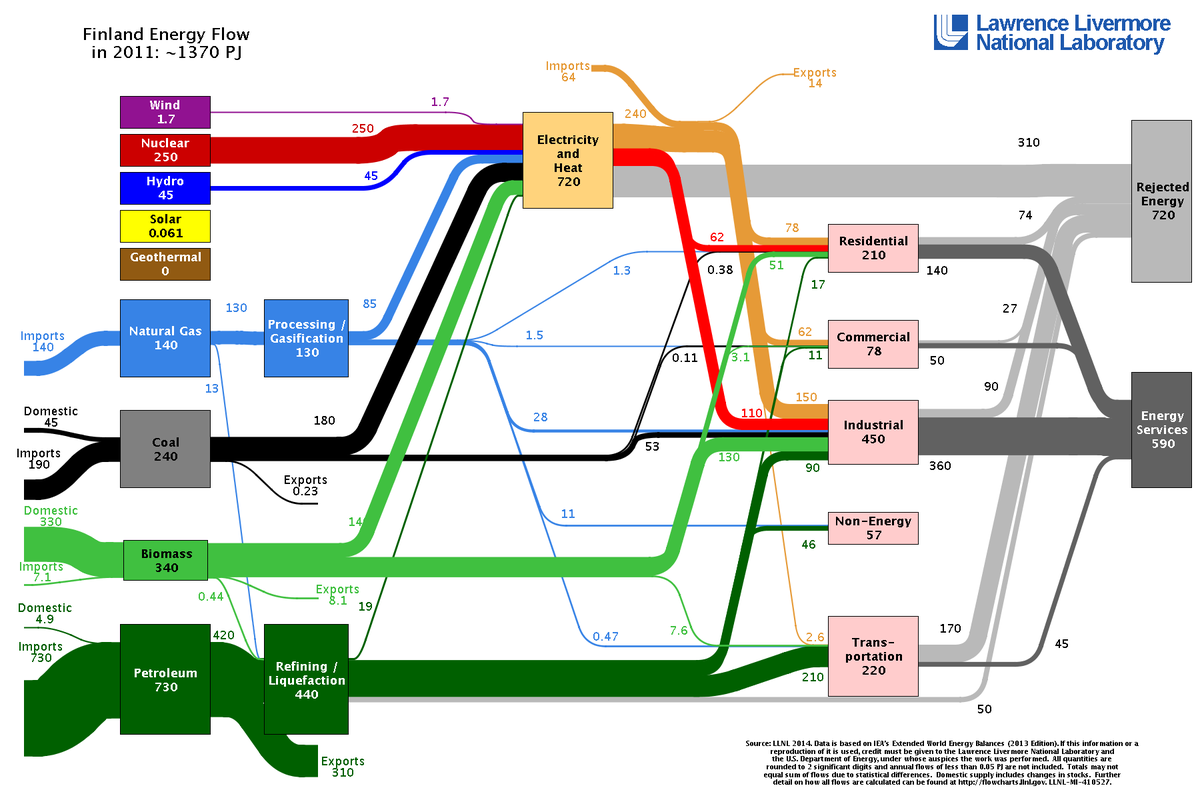 Finland Energy Flow
in 2011: ~1370 PJ
Lawrence Livermore
National Laboratory
Imports
64
Exports
14
Wind
1.7
1.7
240
Nuclear
250
250
Electricity
and
Heat
720
310
Rejected
Energy
720
Hydro
45
45
Solar
0.061
Geothermal
0
62
78
Residential
210
74
140
1.3
0.38
51
17
Imports
140
Natural Gas
140
130
Processing /
Gasification
130
85
1.5
0.11
3.1
62
11
Commercial
78
27
50
13
Domestic
45
Imports
190
Coal
240
180
Exports
0.23
28
53
110
150
130
90
Industrial
450
90
360
Energy
Services
590
Domestic
330
Imports
7.1
Biomass
340
14
0.44
Exports
8.1
11
46
Non-Energy
57
Domestic
4.9
Imports
730
Petroleum
730
420
19
Refining /
Liquefaction
440
Exports
310
0.47
7.6
2.6
210
Trans-
portation
220
170
45
50
Source: LLNL 2014. Data is based on IEA's Extended World Energy Balances (2013 Edition). If this information or a
reproduction of it is used, credit must be given to the Lawrence Livermore National Laboratory and
the U.S. Department of Energy, under whose auspices the work was performed. All quantities are
rounded to 2 significant digits and annual flows of less than 0.05 PJ are not included. Totals may not
equal sum of flows due to statistical differences. Domestic supply includes changes in stocks. Further
detail on how all flows are calculated can be found at http://flowcharts.llnl.gov. LLNL-MI-410527.